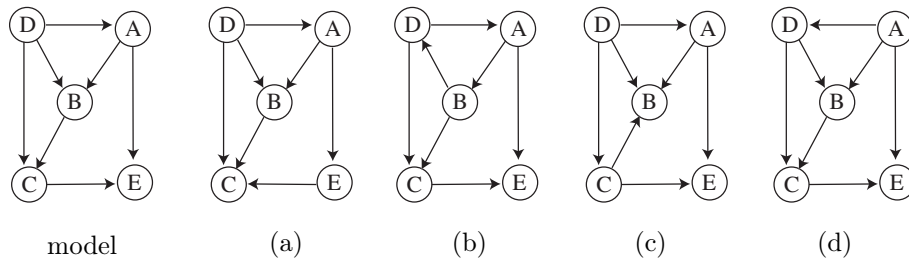 D A D A D A D A D A
B B B B B
C E C E C E C E C E
model (a) (b) (c) (d)